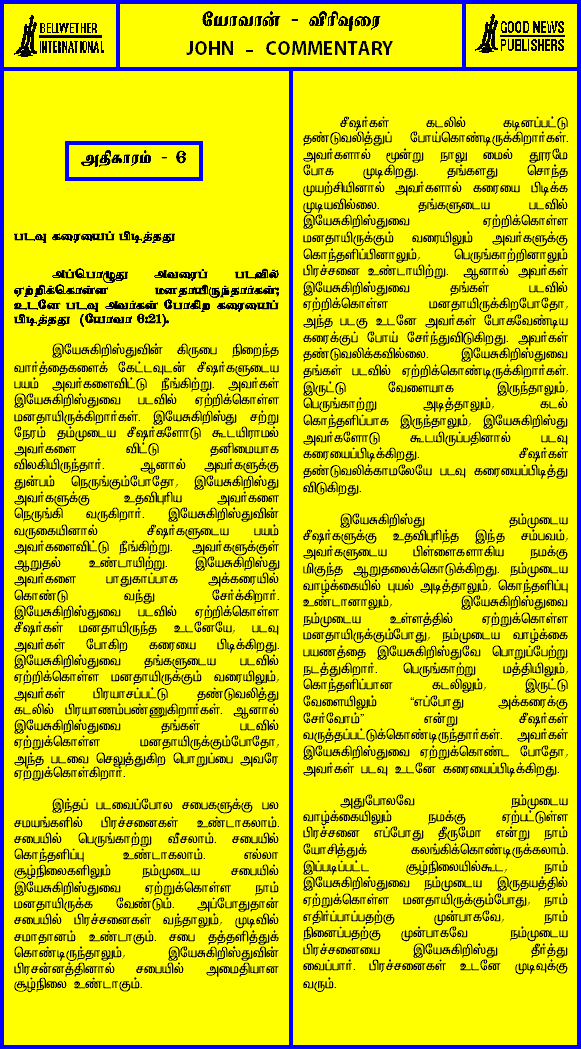 BELLWETHER
INTERNATIONAL
யோவான் - விரிவுரை
JOHN - COMMENTARY
GOOD NEWS
PUBLISHERS
அதிகாரம் - 6
படவு கரையைப் பிடித்தது
அப்பொழுது அவரைப் படவில்
ஏற்றிக்கொள்ள மனதாயிருந்தார்கள்;
உடனே படவு அவர்கள் போகிற கரையைப்
பிடித்தது (யோவா 6:21).
இயேசுகிறிஸ்துவின் கிருபை நிறைந்த
வார்த்தைகளைக் கேட்டவுடன் சீஷர்களுடைய
பயம் அவர்களைவிட்டு நீங்கிற்று. அவர்கள்
இயேசுகிறிஸ்துவை படவில் ஏற்றிக்கொள்ள
மனதாயிருக்கிறார்கள். இயேசுகிறிஸ்து சற்று
நேரம் தம்முடைய சீஷர்களோடு கூடயிராமல்
அவர்களை விட்டு தனிமையாக
விலகியிருந்தார். ஆனால் அவர்களுக்கு
துன்பம் நெருங்கும்போதோ, இயேசுகிறிஸ்து
அவர்களுக்கு உதவிபுரிய அவர்களை
நெருங்கி வருகிறார். இயேசுகிறிஸ்துவின்
வருகையினால் சீஷர்களுடைய பயம்
அவர்களைவிட்டு நீங்கிற்று. அவர்களுக்குள்
ஆறுதல் உண்டாயிற்று. இயேசுகிறிஸ்து
அவர்களை பாதுகாப்பாக அக்கரையில்
கொண்டு வந்து சேர்க்கிறார்.
இயேசுகிறிஸ்துவை படவில் ஏற்றிக்கொள்ள
சீஷர்கள் மனதாயிருந்த உடனேயே, படவு
அவர்கள் போகிற கரையை பிடிக்கிறது.
இயேசுகிறிஸ்துவை தங்களுடைய படவில்
ஏற்றிக்கொள்ள மனதாயிருக்கும் வரையிலும்,
அவர்கள் பிரயாசப்பட்டு தண்டுவலித்து
கடலில் பிரயாணம்பண்ணுகிறார்கள். ஆனால்
இயேசுகிறிஸ்துவை தங்கள் படவில்
ஏற்றுக்கொள்ள மனதாயிருக்கும்போதோ,
அந்த படவை செலுத்துகிற பொறுப்பை அவரே
ஏற்றுக்கொள்கிறார்.
இந்தப் படவைப்போல சபைகளுக்கு பல
சமயங்களில் பிரச்சனைகள் உண்டாகலாம்.
சபையில் பெருங்காற்று வீசலாம். சபையில்
கொந்தளிப்பு உண்டாகலாம். எல்லா
சூழ்நிலைகளிலும் நம்முடைய சபையில்
இயேசுகிறிஸ்துவை ஏற்றுக்கொள்ள நாம்
மனதாயிருக்க வேண்டும். அப்போதுதான்
சபையில் பிரச்சனைகள் வந்தாலும், முடிவில்
சமாதானம் உண்டாகும். சபை தத்தளித்துக்
கொண்டிருந்தாலும், இயேசுகிறிஸ்துவின்
பிரசன்னத்தினால் சபையில் அமைதியான
சூழ்நிலை உண்டாகும்.
சீஷர்கள் கடலில் கடினப்பட்டு
தண்டுவலித்துப் போய்கொண்டிருக்கிறார்கள்.
அவர்களால் மூன்று நாலு மைல் தூரமே
போக முடிகிறது. தங்களது சொந்த
முயற்சியினால் அவர்களால் கரையை பிடிக்க
முடியவில்லை. தங்களுடைய படவில்
இயேசுகிறிஸ்துவை ஏற்றிக்கொள்ள
மனதாயிருக்கும் வரையிலும் அவர்களுக்கு
கொந்தளிப்பினாலும், பெருங்காற்றினாலும்
பிரச்சனை உண்டாயிற்று. ஆனால் அவர்கள்
இயேசுகிறிஸ்துவை தங்கள் படவில்
ஏற்றிக்கொள்ள மனதாயிருக்கிறபோதோ,
அந்த படகு உடனே அவர்கள் போகவேண்டிய
கரைக்குப் போய் சேர்ந்துவிடுகிறது. அவர்கள்
தண்டுவலிக்கவில்லை. இயேசுகிறிஸ்துவை
தங்கள் படவில் ஏற்றிக்கொண்டிருக்கிறார்கள்.
இருட்டு வேளையாக இருந்தாலும்,
பெருங்காற்று அடித்தாலும், கடல்
கொந்தளிப்பாக இருந்தாலும், இயேசுகிறிஸ்து
அவர்களோடு கூடயிருப்பதினால் படவு
கரையைப்பிடிக்கிறது. சீஷர்கள்
தண்டுவலிக்காமலேயே படவு கரையைப்பிடித்து
விடுகிறது.
இயேசுகிறிஸ்து தம்முடைய
சீஷர்களுக்கு உதவிபுரிந்த இந்த சம்பவம்,
அவர்களுடைய பிள்ளைகளாகிய நமக்கு
மிகுந்த ஆறுதலைக்கொடுக்கிறது. நம்முடைய
வாழ்க்கையில் புயல் அடித்தாலும், கொந்தளிப்பு
உண்டானாலும், இயேசுகிறிஸ்துவை
நம்முடைய உள்ளத்தில் ஏற்றுக்கொள்ள
மனதாயிருக்கும்போது, நம்முடைய வாழ்க்கை
பயணத்தை இயேசுகிறிஸ்துவே பொறுப்பேற்று
நடத்துகிறார். பெருங்காற்று மத்தியிலும்,
கொந்தளிப்பான கடலிலும், இருட்டு
வேளையிலும் “எப்போது அக்கரைக்கு
சேர்வோம்” என்று சீஷர்கள்
வருத்தப்பட்டுக்கொண்டிருந்தார்கள். அவர்கள்
இயேசுகிறிஸ்துவை ஏற்றுக்கொண்ட போதோ,
அவர்கள் படவு உடனே கரையைப்பிடிக்கிறது.
அதுபோலவே நம்முடைய
வாழ்க்கையிலும் நமக்கு ஏற்பட்டுள்ள
பிரச்சனை எப்போது தீருமோ என்று நாம்
யோசித்துக் கலங்கிக்கொண்டிருக்கலாம்.
இப்படிப்பட்ட சூழ்நிலையில்கூட, நாம்
இயேசுகிறிஸ்துவை நம்முடைய இருதயத்தில்
ஏற்றுக்கொள்ள மனதாயிருக்கும்போது, நாம்
எதிர்ப்பாப்பதற்கு முன்பாகவே, நாம்
நினைப்பதற்கு முன்பாகவே நம்முடைய
பிரச்சனையை இயேசுகிறிஸ்து தீர்த்து
வைப்பார். பிரச்சனைகள் உடனே முடிவுக்கு
வரும்.